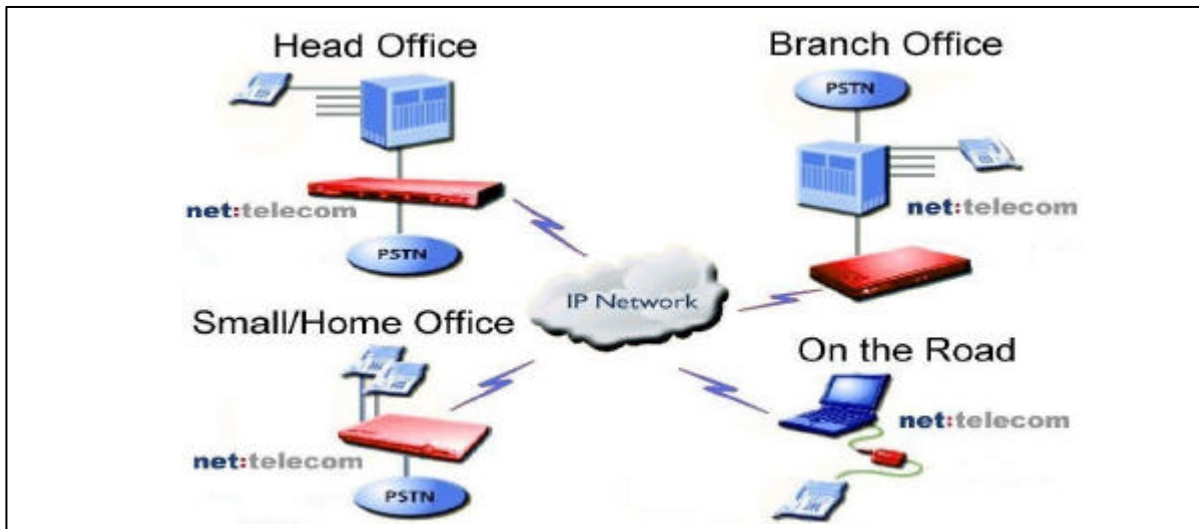 Head Office
Branch Office
PSTN
net:telecom
net:telecom
PSTN
IP Network
Small/Home Office
On the Road
net:telecom
net:telecom
PSTN